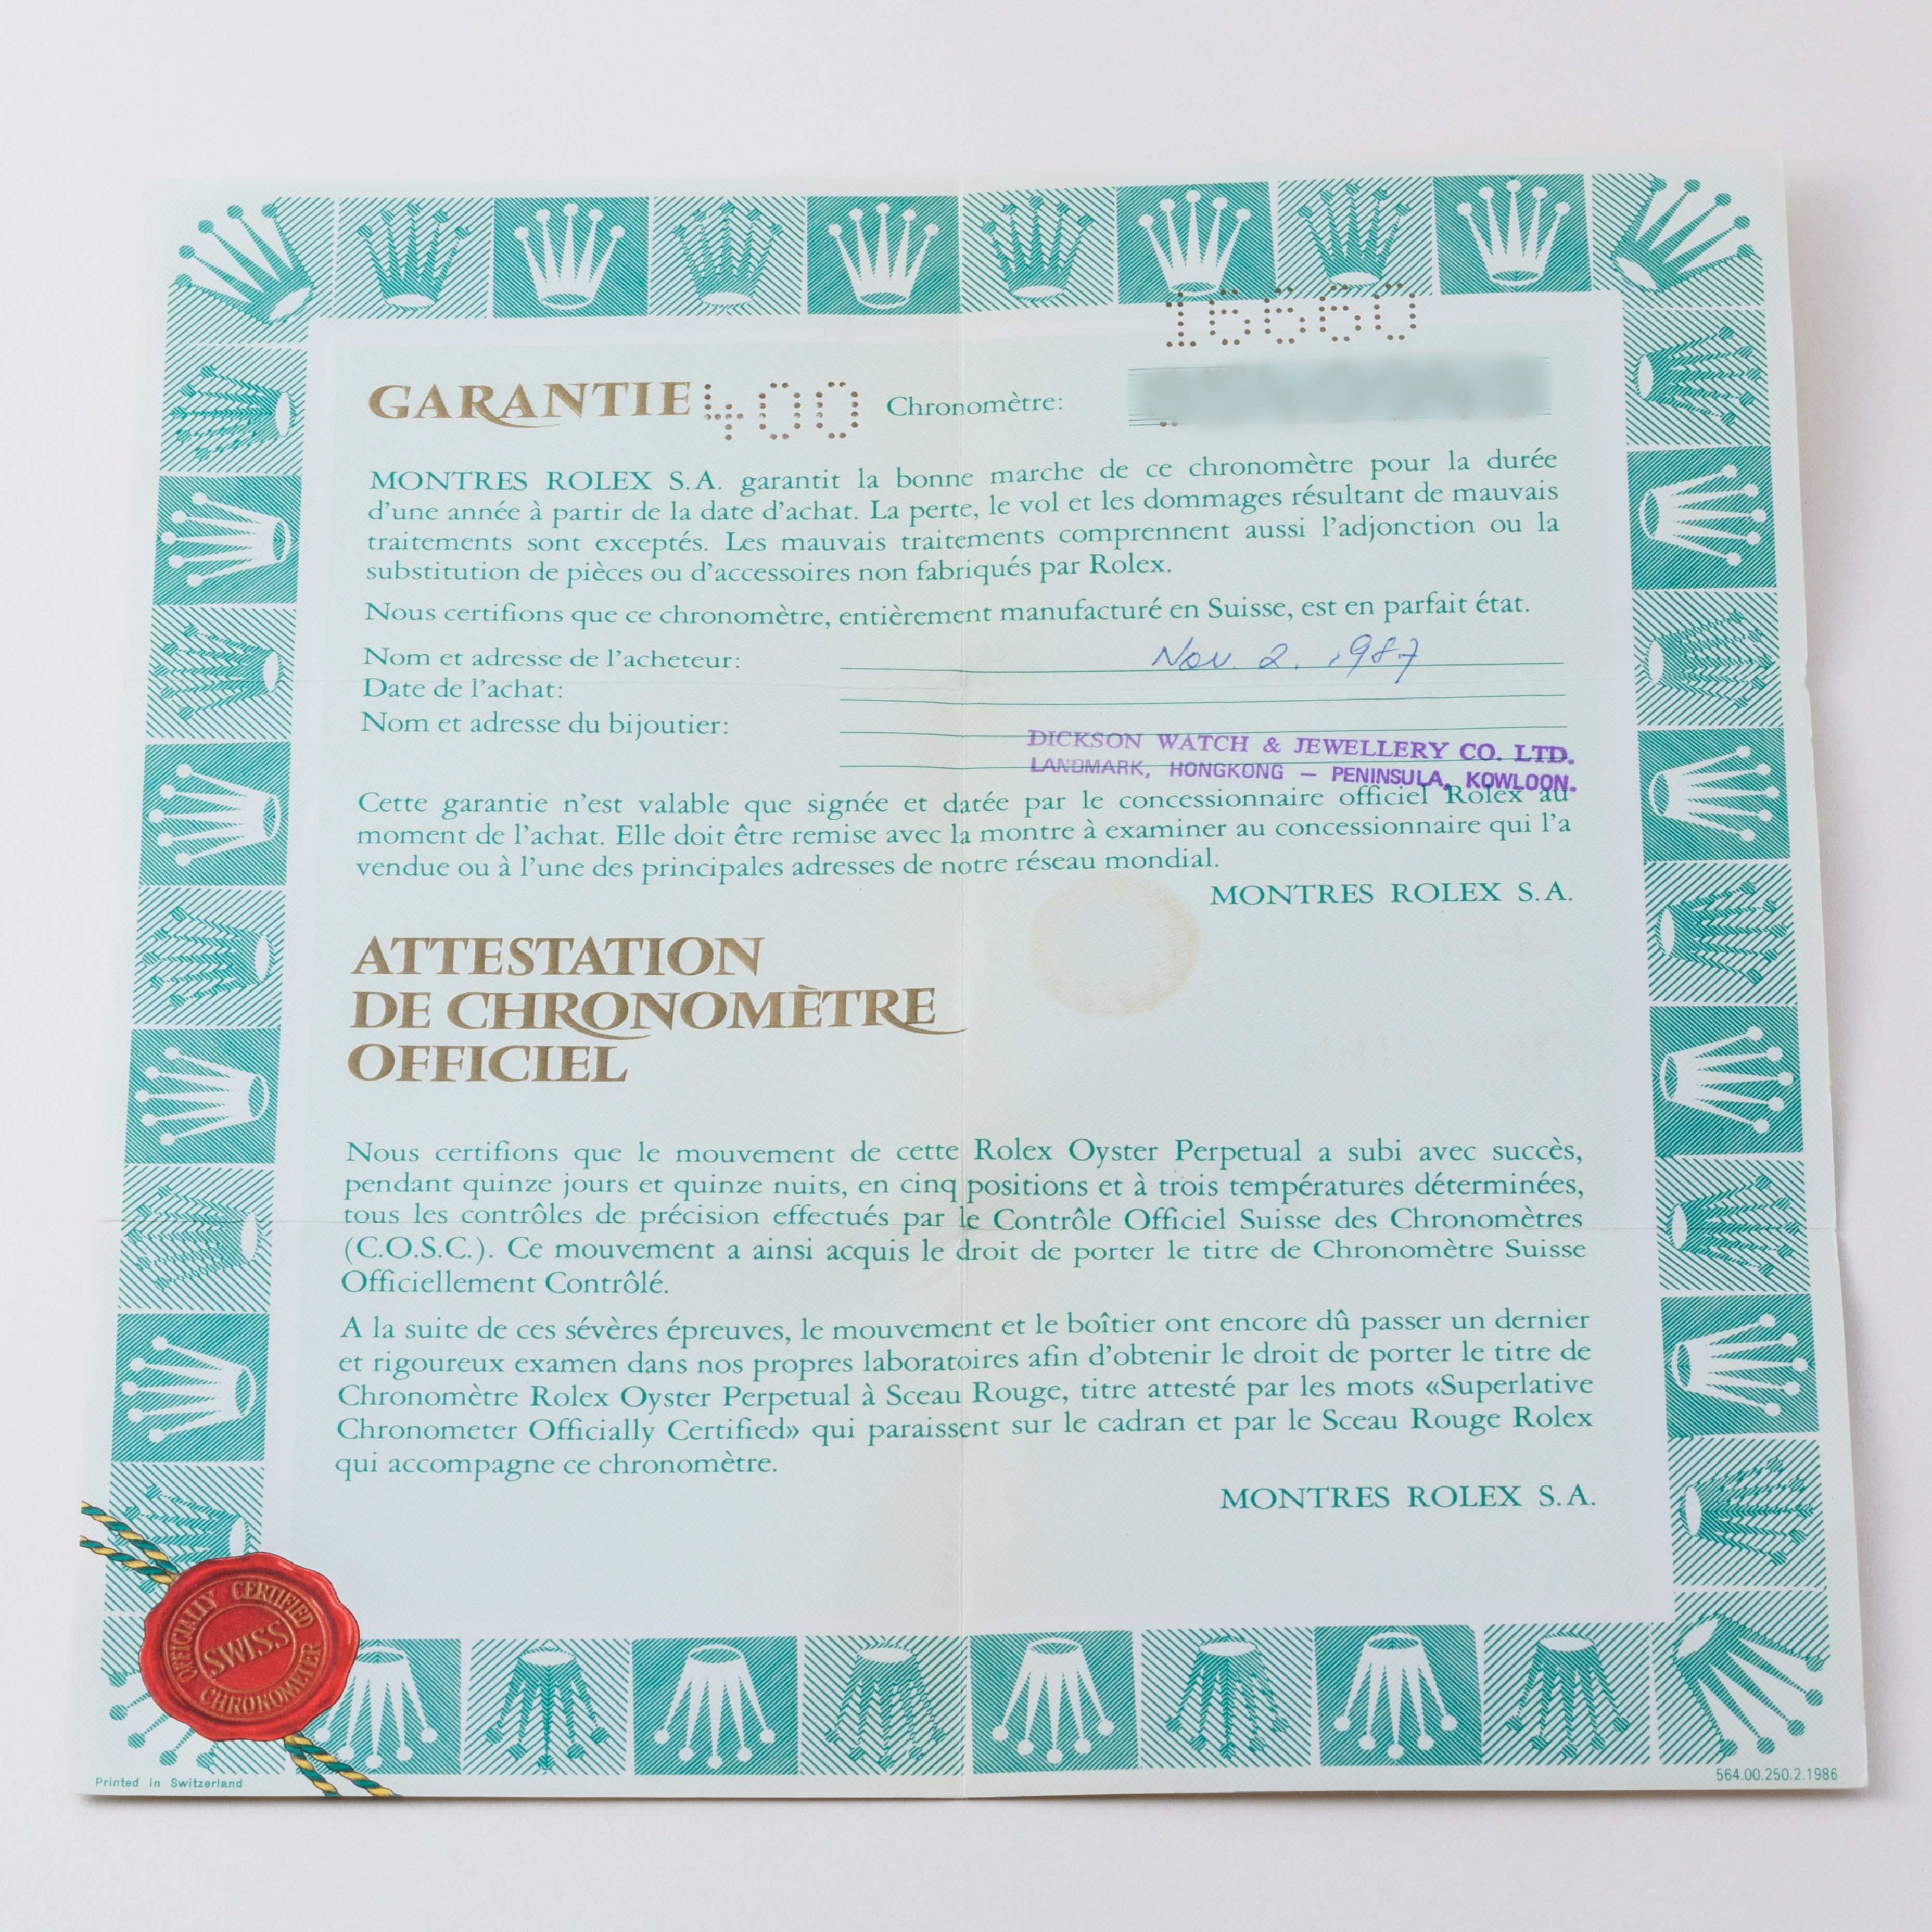 16660
GARANTIE 400 Chronomètre:
MONTRES ROLEX S.A. garantit la bonne marche de ce chronomètre pour la durée
d'une année à partir de la date d'achat. La perte, le vol et les dommages résultant de mauvais
traitements sont exceptés. Les mauvais traitements comprennent aussi l'adjonction ou la
substitution de pièces ou d'accessoires non fabriqués par Rolex.
Nous certifions que ce chronomètre, entièrement manufacturé en Suisse, est en parfait état.
Nom et adresse de l'acheteur: Nov. 2. 1987
Date de l'achat:
Nom et adresse du bijoutier:
DICKSON WATCH & JEWELLERY CO. LTD.
LANDMARK, HONGKONG — PENINSULA, KOWLOON.
Cette garantie n'est valable que signée et datée par le concessionnaire officiel Rolex au
moment de l'achat. Elle doit être remise avec la montre à examiner au concessionnaire qui l'a
vendue ou à l'une des principales adresses de notre réseau mondial.
MONTRES ROLEX S.A.
ATTESTATION
DE CHRONOMÈTRE
OFFICIEL
Nous certifions que le mouvement de cette Rolex Oyster Perpetual a subi avec succès,
pendant quinze jours et quinze nuits, en cinq positions et à trois températures déterminées,
tous les contrôles de précision effectués par le Contrôle Officiel Suisse des Chronomètres
(C.O.S.C.). Ce mouvement a ainsi acquis le droit de porter le titre de Chronomètre Suisse
Officiellement Contrôlé.
A la suite de ces sévères épreuves, le mouvement et le boîtier ont encore dû passer un dernier
et rigoureux examen dans nos propres laboratoires afin d'obtenir le droit de porter le titre de
Chronomètre Rolex Oyster Perpetual à Sceau Rouge, titre attesté par les mots «Superlative
Chronometer Officially Certified» qui paraissent sur le cadran et par le Sceau Rouge Rolex
qui accompagne ce chronomètre.
MONTRES ROLEX S.A.
OFFICIALLY CERTIFIED
SWISS
CHRONOMETER
Printed in Switzerland
564.00.250.2.1986